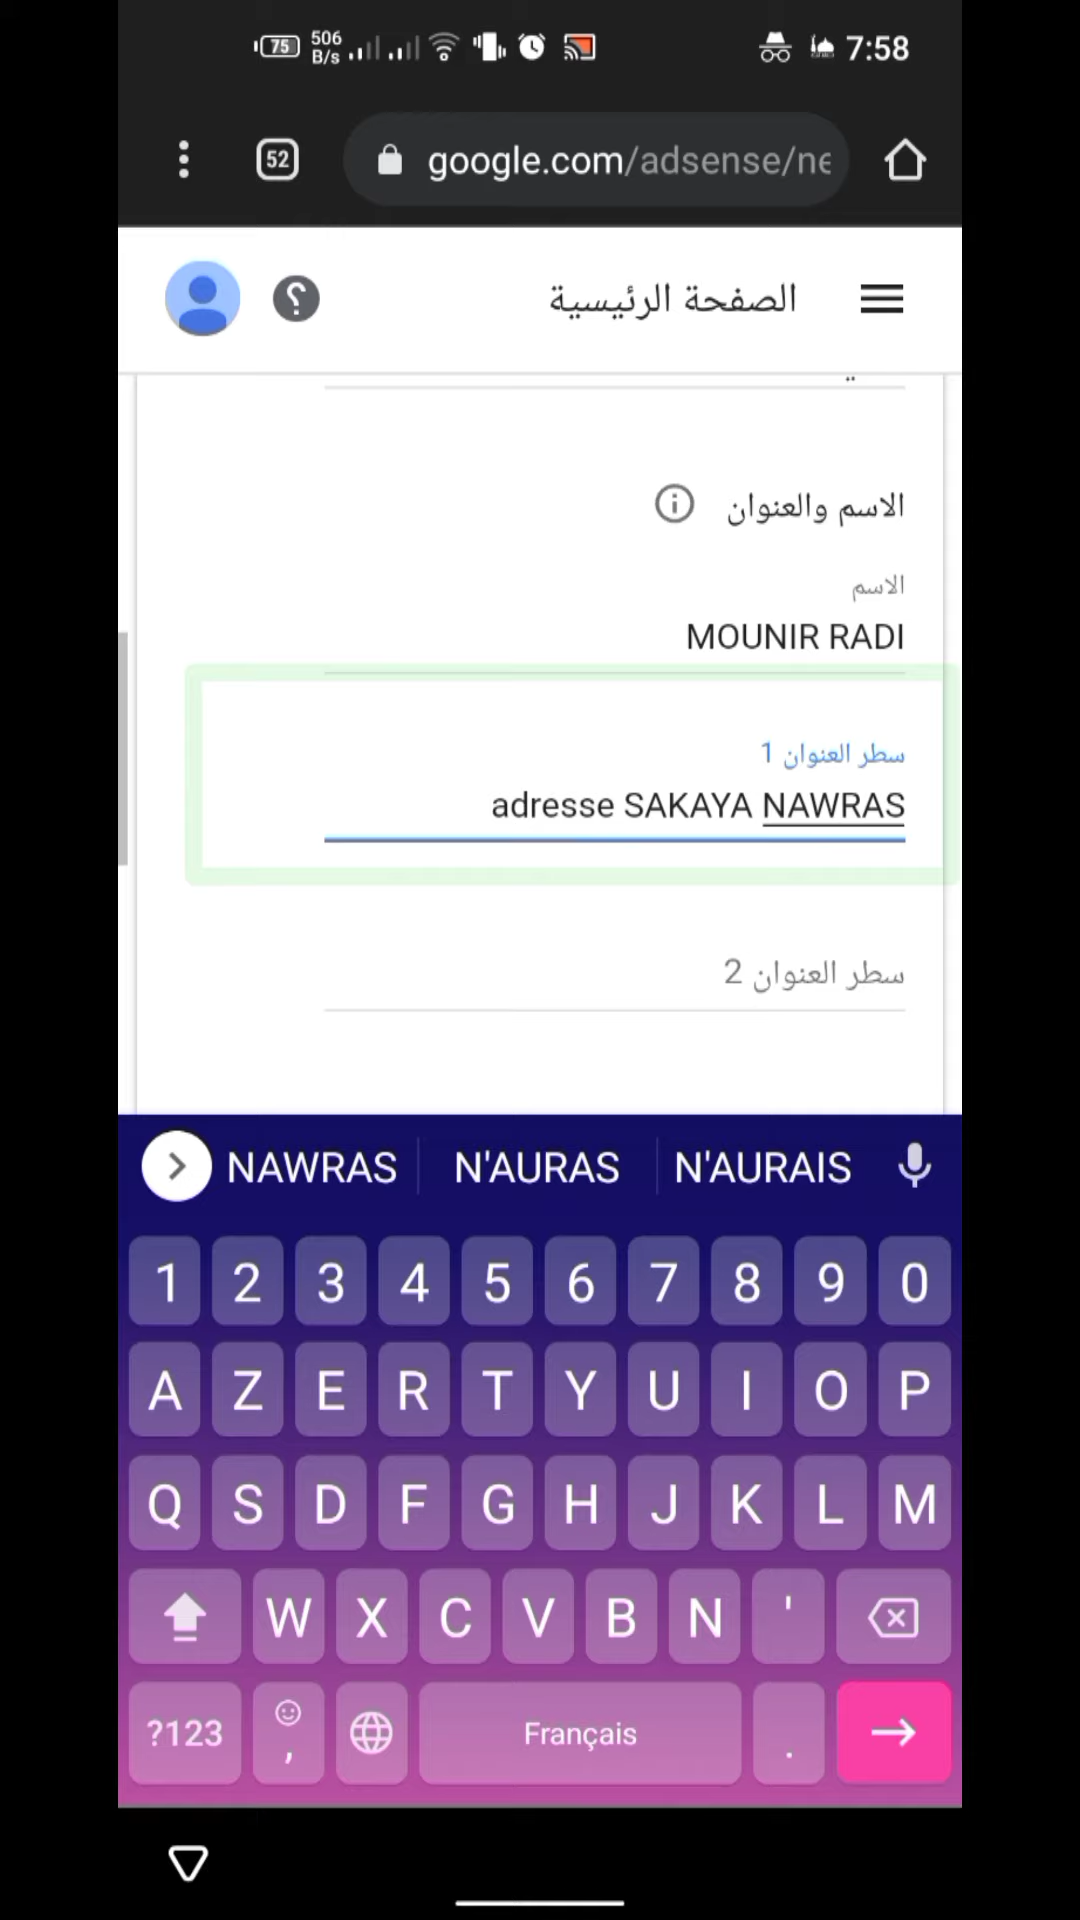 75 506 B/s 7:58
52 google.com/adsense/ne
الصفحة الرئيسية
الاسم والعنوان
الاسم
MOUNIR RADI
سطر العنوان 1
adresse SAKAYA NAWRAS
سطر العنوان 2
NAWRAS N'AURAS N'AURAIS
1 2 3 4 5 6 7 8 9 0
A Z E R T Y U I O P
Q S D F G H J K L M
W X C V B N '
?123 , Français .